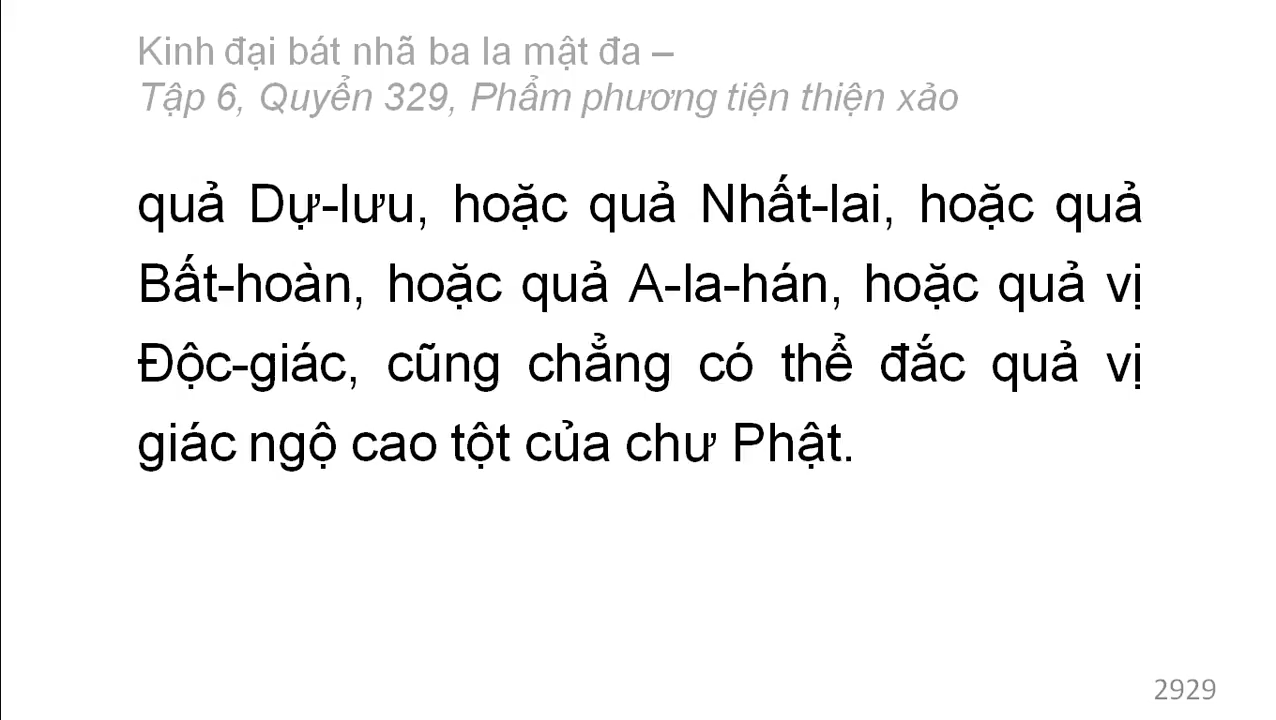 Kinh đại bát nhã ba la mật đa –
Tập 6, Quyển 329, Phẩm phương tiện thiện xảo
quả Dự-lưu, hoặc quả Nhất-lai, hoặc quả
Bất-hoàn, hoặc quả A-la-hán, hoặc quả vị
Độc-giác, cũng chẳng có thể đắc quả vị
giác ngộ cao tột của chư Phật.
2929